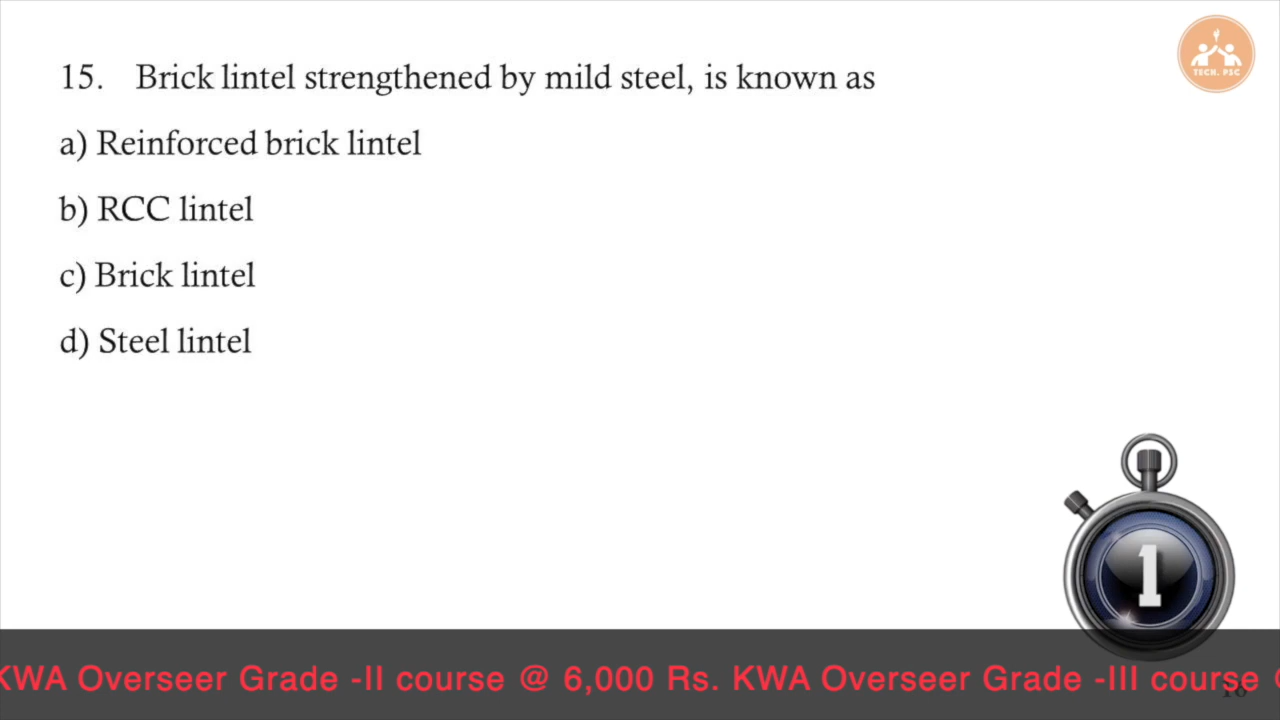 TECH. PSC
15. Brick lintel strengthened by mild steel, is known as
a) Reinforced brick lintel
b) RCC lintel
c) Brick lintel
d) Steel lintel
1
KWA Overseer Grade -II course @ 6,000 Rs. KWA Overseer Grade -III course
16